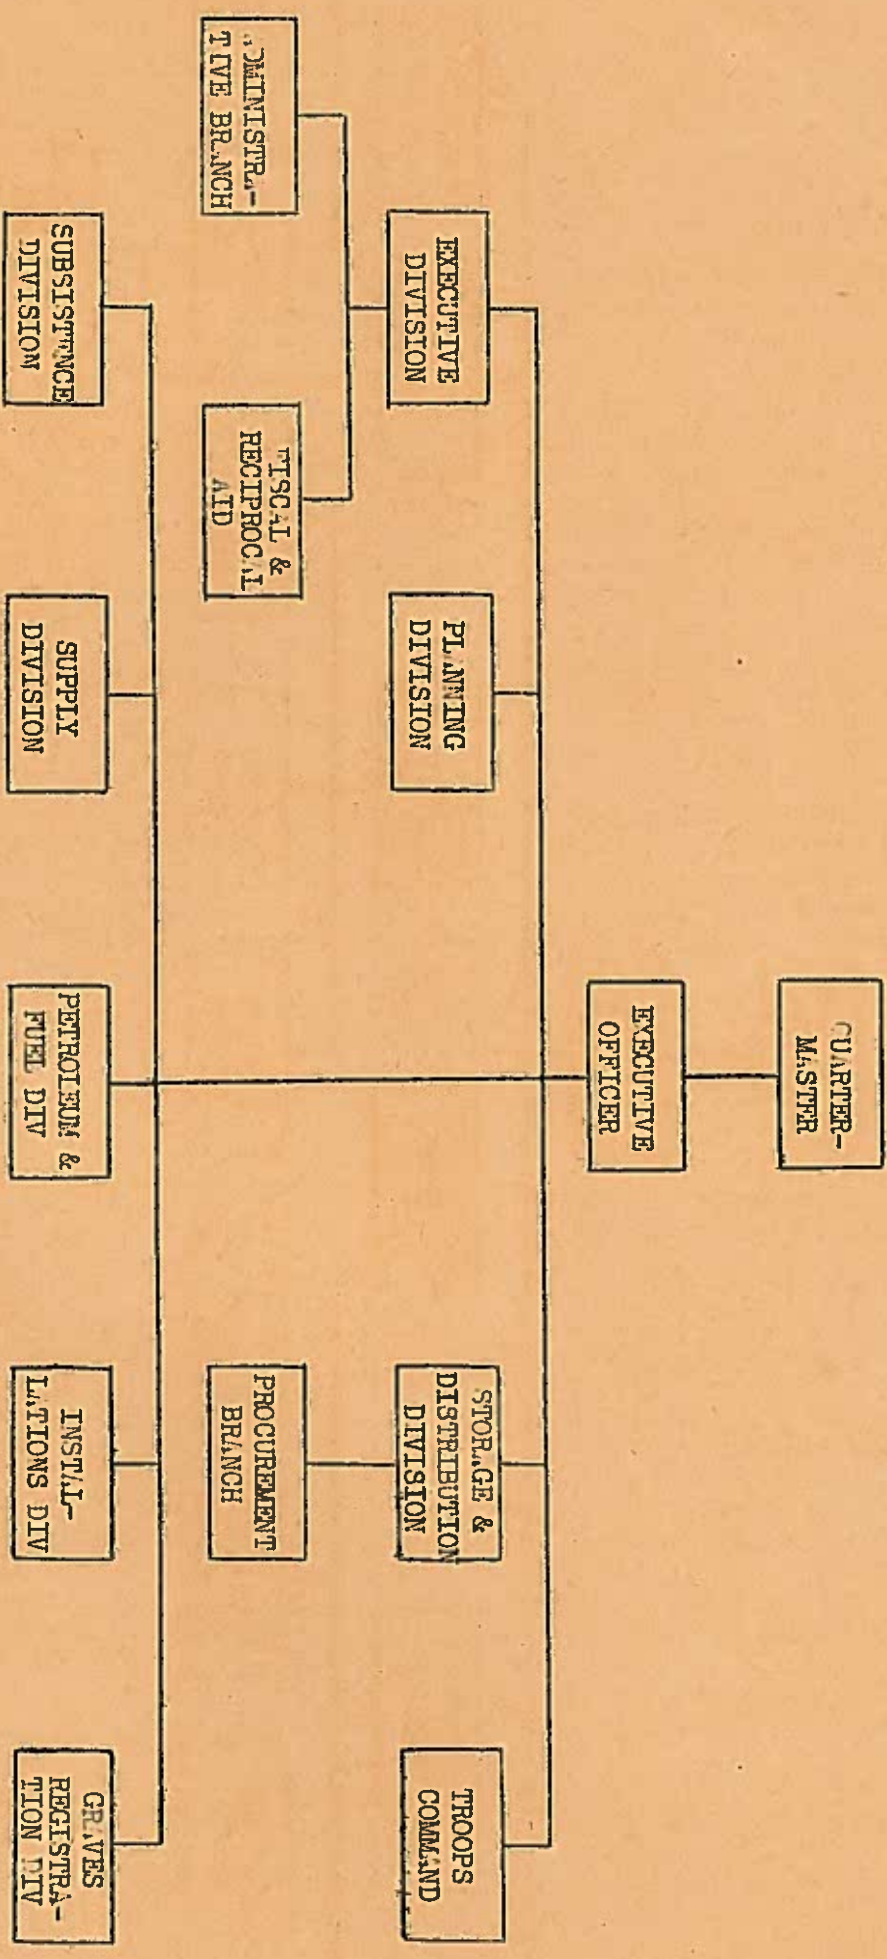 QUARTER-
MASTER
EXECUTIVE
OFFICER
EXECUTIVE
DIVISION
PLANNING
DIVISION
STORAGE &
DISTRIBUTION
DIVISION
TROOPS
COMMAND
ADMINISTRA-
TIVE BRANCH
FISCAL &
RECIPROCAL
AID
PROCUREMENT
BRANCH
SUBSISTENCE
DIVISION
SUPPLY
DIVISION
PETROLEUM &
FUEL DIV
INSTAL-
LATIONS DIV
GRAVES
REGISTRA-
TION DIV